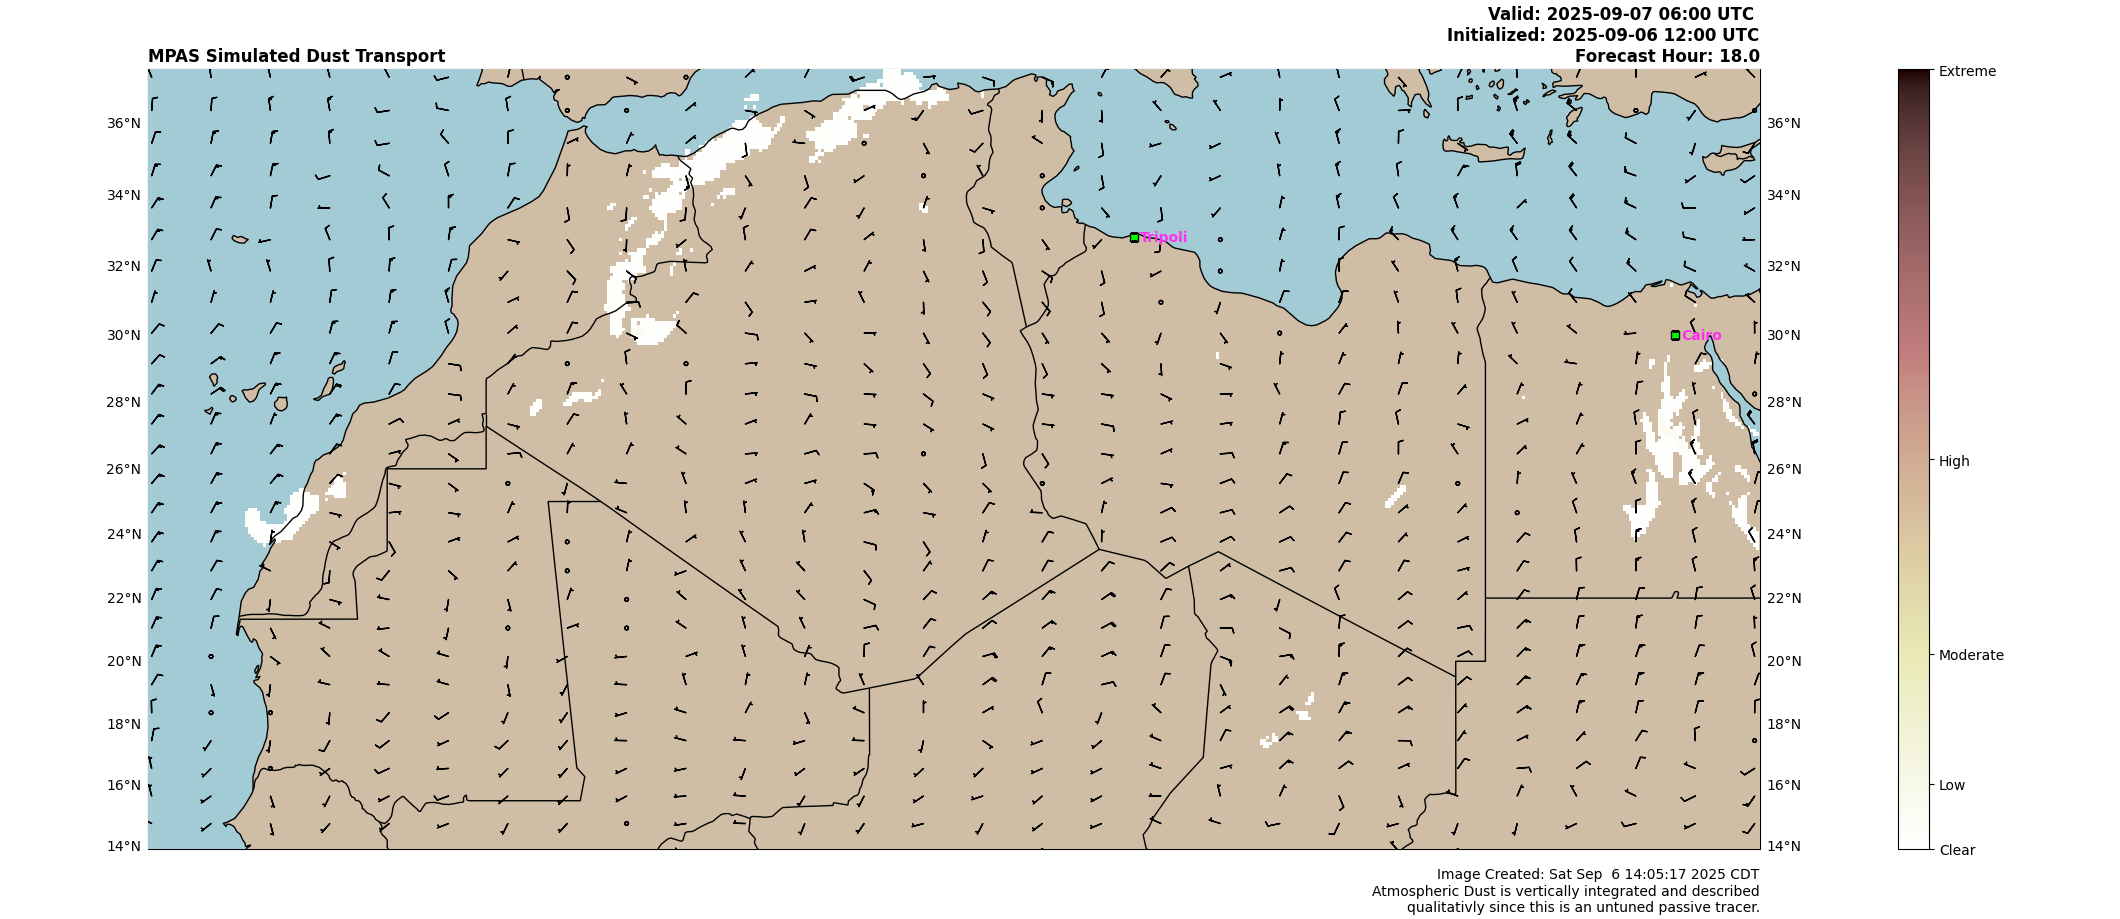 Valid: 2025-09-07 06:00 UTC
Initialized: 2025-09-06 12:00 UTC
MPAS Simulated Dust Transport
Forecast Hour: 18.0
Extreme
36°N
36°N
34°N
34°N
Tripoli
32°N
32°N
30°N
Cairo
30°N
28°N
28°N
High
26°N
26°N
24°N
24°N
22°N
22°N
20°N
20°N
Moderate
18°N
18°N
16°N
16°N
Low
14°N
14°N
Clear
Image Created: Sat Sep  6 14:05:17 2025 CDT
Atmospheric Dust is vertically integrated and described
qualitativly since this is an untuned passive tracer.